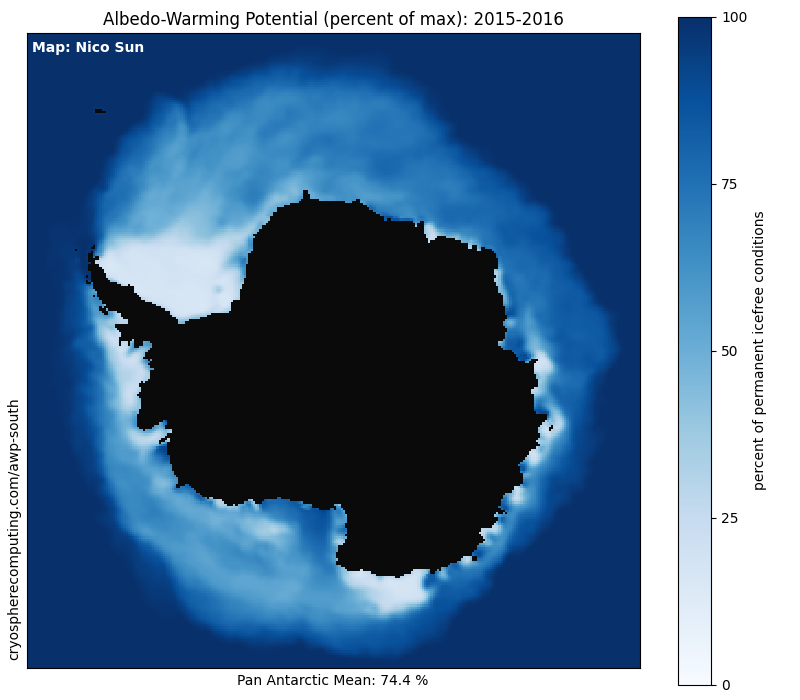 Albedo-Warming Potential (percent of max): 2015-2016
Map: Nico Sun
100
75
50
25
0
percent of permanent icefree conditions
cryospherecomputing.com/awp-south
Pan Antarctic Mean: 74.4 %